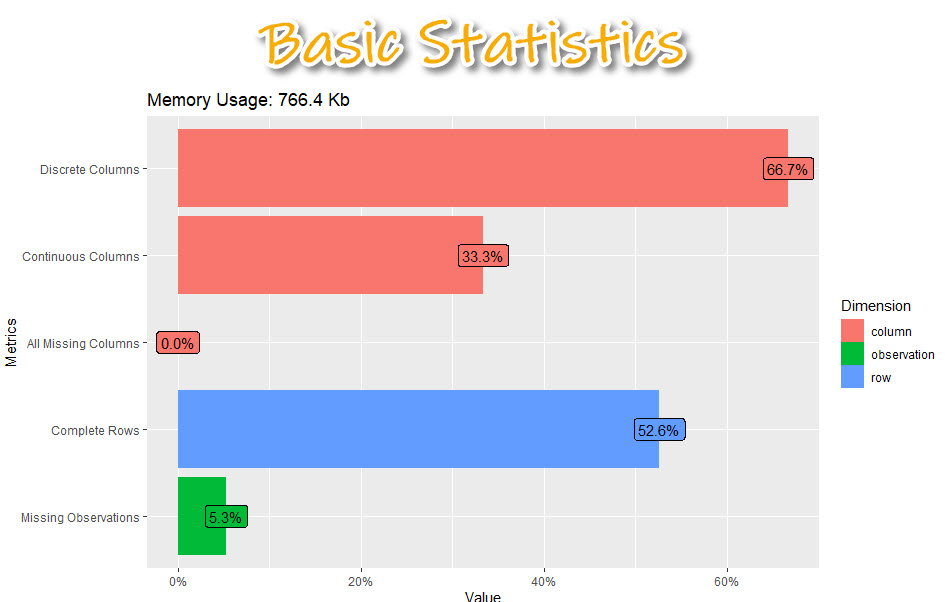 Basic Statistics
Memory Usage: 766.4 Kb
Metrics
Discrete Columns
66.7%
Continuous Columns
33.3%
All Missing Columns
0.0%
Complete Rows
52.6%
Missing Observations
5.3%
0%
20%
40%
60%
Value
Dimension
column
observation
row